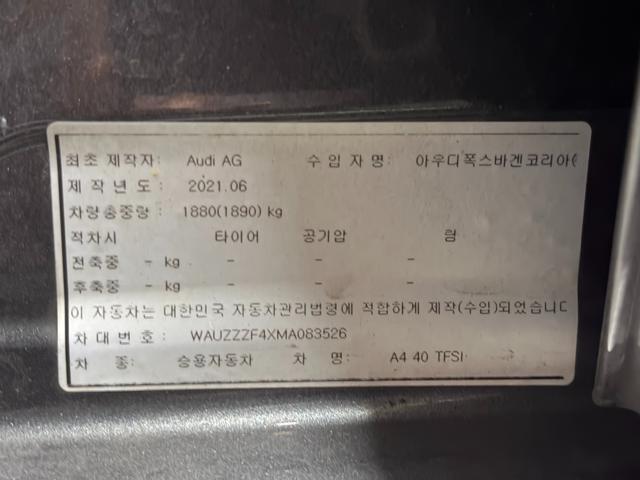 최초 제작자: Audi AG 수 입 자 명: 아우디폭스바겐코리아(
제 작 년 도 : 2021.06
차량총중량: 1880(1890) kg
적차시 타이어 공기압 림
전축중 - kg - - -
후축중 - kg - - -
이 자동차는 대한민국 자동차관리법령에 적합하게 제작(수입)되었습니다
차 대 번 호: WAUZZZF4XMA083526
차 종: 승용자동차 차 명: A4 40 TFSI